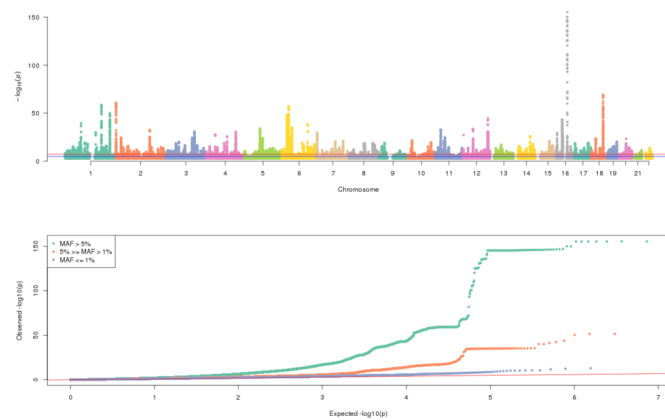 150
100
50
0
−log10(p)
1 2 3 4 5 6 7 8 9 10 11 12 13 14 15 16 17 18 19 21
Chromosome
150
100
50
0
Observed -log10(p)
MAF > 5%
5% >= MAF > 1%
MAF <= 1%
0 1 2 3 4 5 6 7
Expected -log10(p)